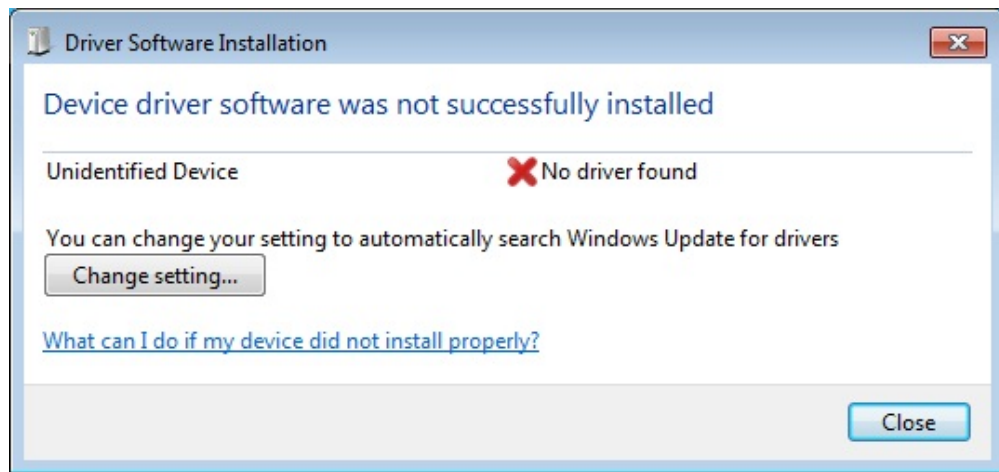 Driver Software Installation
Device driver software was not successfully installed
Unidentified Device No driver found
You can change your setting to automatically search Windows Update for drivers
Change setting...
What can I do if my device did not install properly?
Close